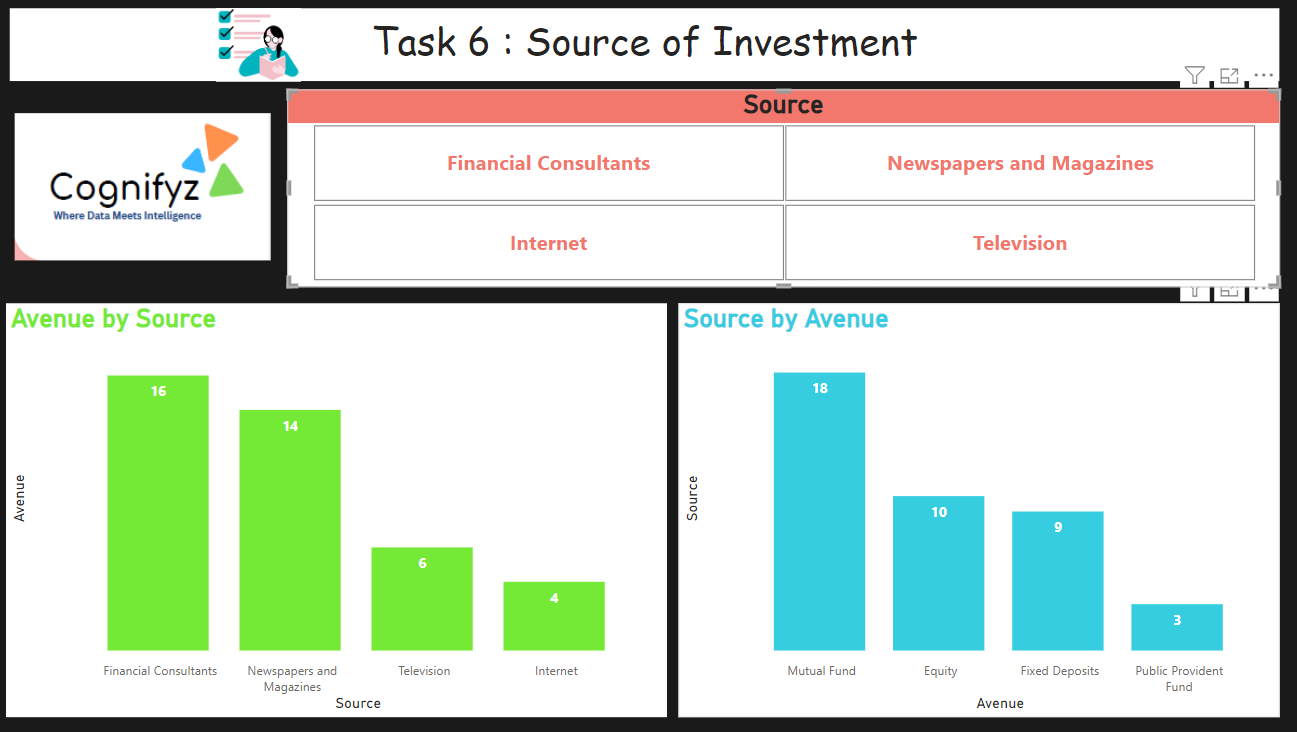 Task 6 : Source of Investment
Cognifyz
Where Data Meets Intelligence
Source
Financial Consultants
Newspapers and Magazines
Internet
Television
Avenue by Source
Avenue
16
14
6
4
Financial Consultants
Newspapers and
Magazines
Television
Internet
Source
Source by Avenue
Source
18
10
9
3
Mutual Fund
Equity
Fixed Deposits
Public Provident
Fund
Avenue